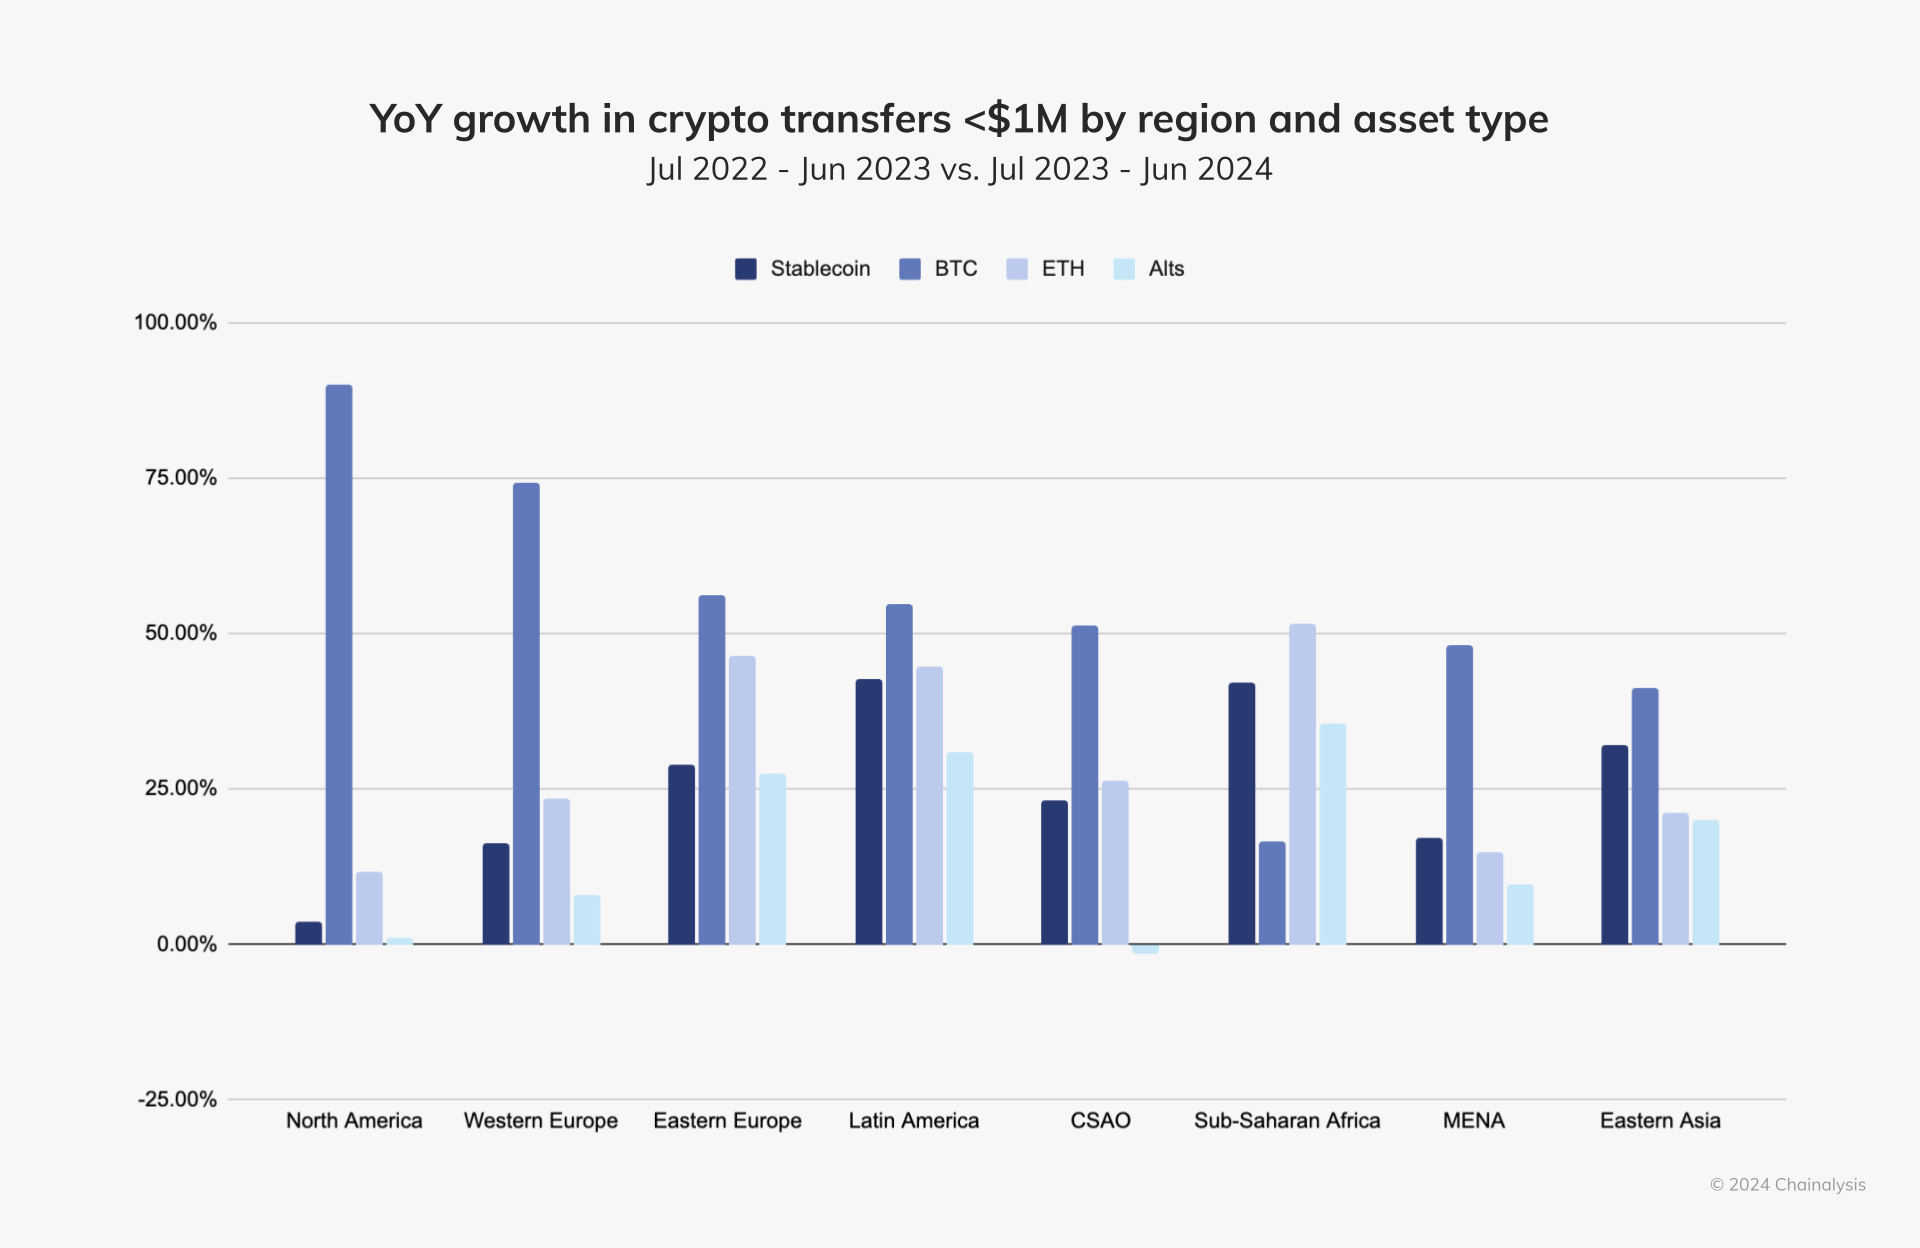 YoY growth in crypto transfers <$1M by region and asset type
Jul 2022 - Jun 2023 vs. Jul 2023 - Jun 2024
Stablecoin BTC ETH Alts
100.00%
75.00%
50.00%
25.00%
0.00%
-25.00%
North America Western Europe Eastern Europe Latin America CSAO Sub-Saharan Africa MENA Eastern Asia
© 2024 Chainalysis